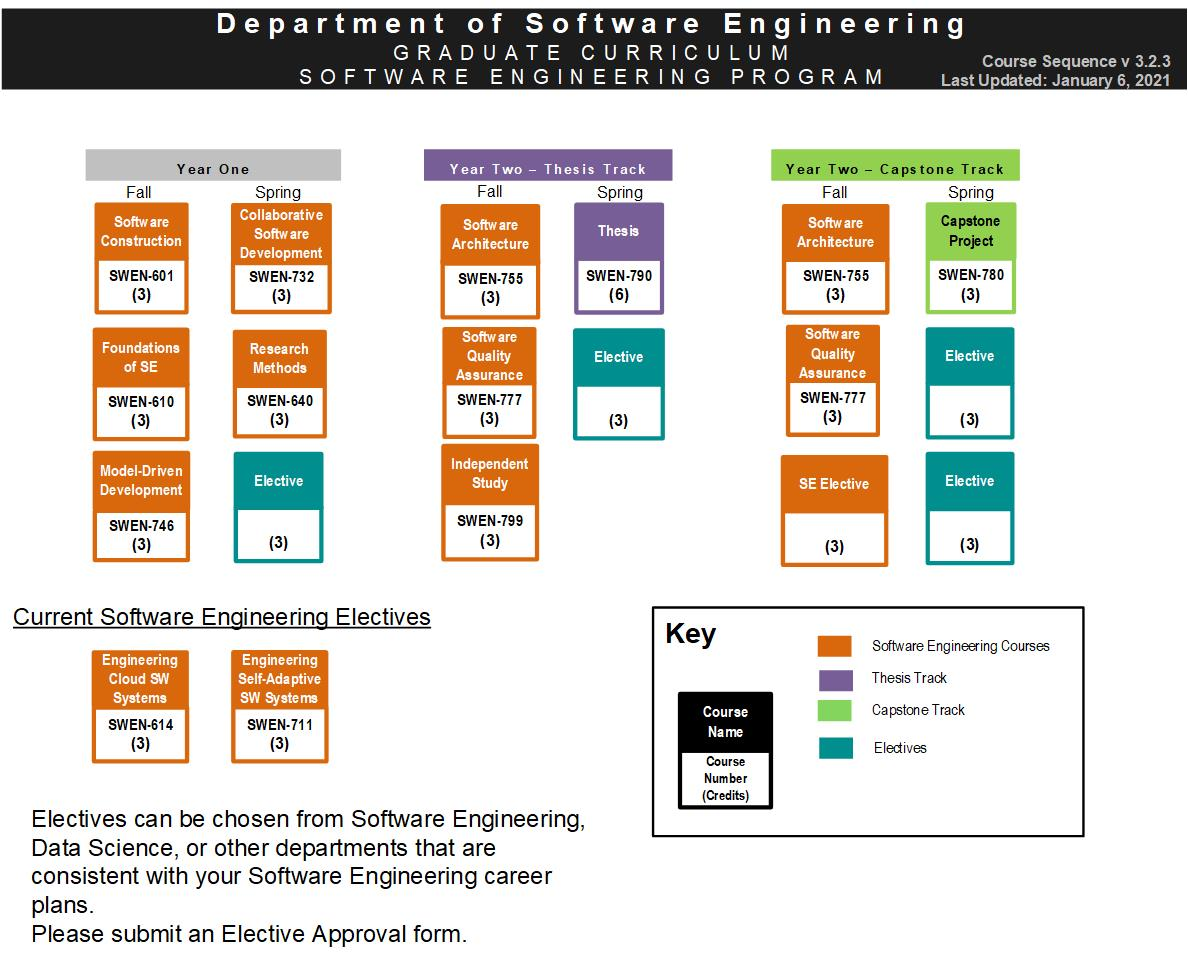 Department of Software Engineering
GRADUATE CURRICULUM
SOFTWARE ENGINEERING PROGRAM
Course Sequence v 3.2.3
Last Updated: January 6, 2021
Year One
Fall
Spring
Software
Construction
SWEN-601
(3)
Collaborative
Software
Development
SWEN-732
(3)
Foundations
of SE
SWEN-610
(3)
Research
Methods
SWEN-640
(3)
Model-Driven
Development
SWEN-746
(3)
Elective
(3)
Year Two – Thesis Track
Fall
Spring
Software
Architecture
SWEN-755
(3)
Thesis
SWEN-790
(6)
Software
Quality
Assurance
SWEN-777
(3)
Elective
(3)
Independent
Study
SWEN-799
(3)
Year Two – Capstone Track
Fall
Spring
Software
Architecture
SWEN-755
(3)
Capstone
Project
SWEN-780
(3)
Software
Quality
Assurance
SWEN-777
(3)
Elective
(3)
SE Elective
(3)
Elective
(3)
Current Software Engineering Electives
Engineering
Cloud SW
Systems
SWEN-614
(3)
Engineering
Self-Adaptive
SW Systems
SWEN-711
(3)
Key
Course
Name
Course
Number
(Credits)
Software Engineering Courses
Thesis Track
Capstone Track
Electives
Electives can be chosen from Software Engineering,
Data Science, or other departments that are
consistent with your Software Engineering career
plans.
Please submit an Elective Approval form.